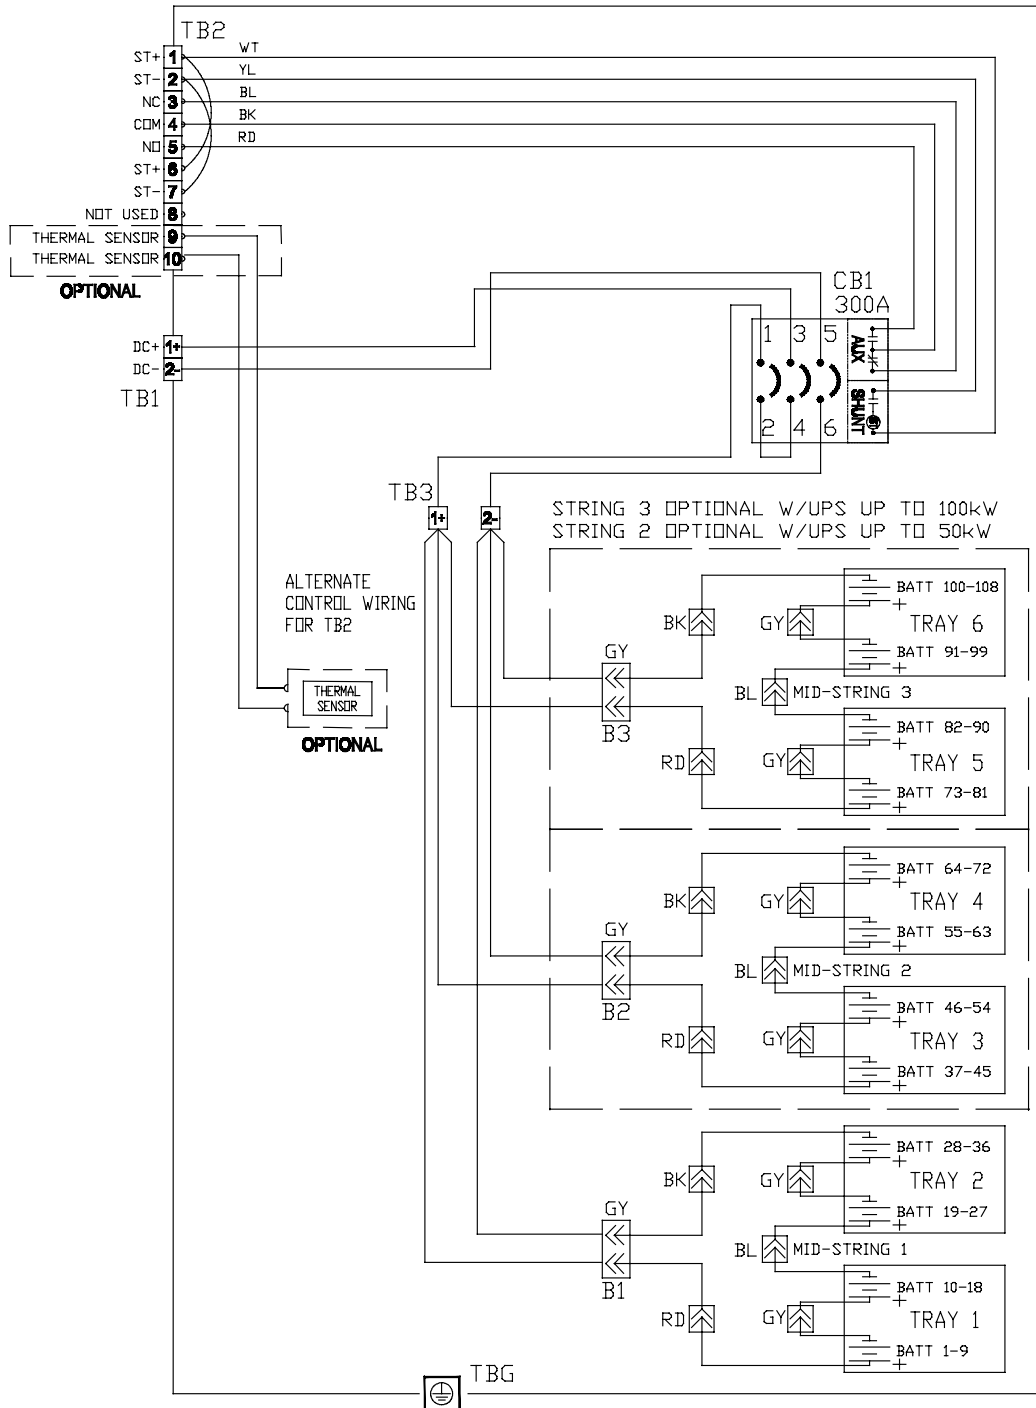 TB2
WT
ST+ 1
YL
ST- 2
BL
NC 3
BK
COM 4
RD
NO 5
ST+ 6
ST- 7
NOT USED 8
THERMAL SENSOR 9
THERMAL SENSOR 10
OPTIONAL
CB1
300A
DC+ 1+
DC- 2-
TB1
1 3 5
AUX
SHUNT
2 4 6
TB3
1+ 2-
STRING 3 OPTIONAL W/UPS UP TO 100kW
STRING 2 OPTIONAL W/UPS UP TO 50kW
ALTERNATE
CONTROL WIRING
FOR TB2
THERMAL
SENSOR
OPTIONAL
BATT 100-108
+
BK GY TRAY 6
GY
BATT 91-99
+
BL MID-STRING 3
B3
BATT 82-90
+
RD GY TRAY 5
BATT 73-81
+
BATT 64-72
+
BK GY TRAY 4
GY
BATT 55-63
+
BL MID-STRING 2
B2
BATT 46-54
+
RD GY TRAY 3
BATT 37-45
+
BATT 28-36
+
BK GY TRAY 2
GY
BATT 19-27
+
BL MID-STRING 1
B1
BATT 10-18
+
RD GY TRAY 1
BATT 1-9
+
TBG